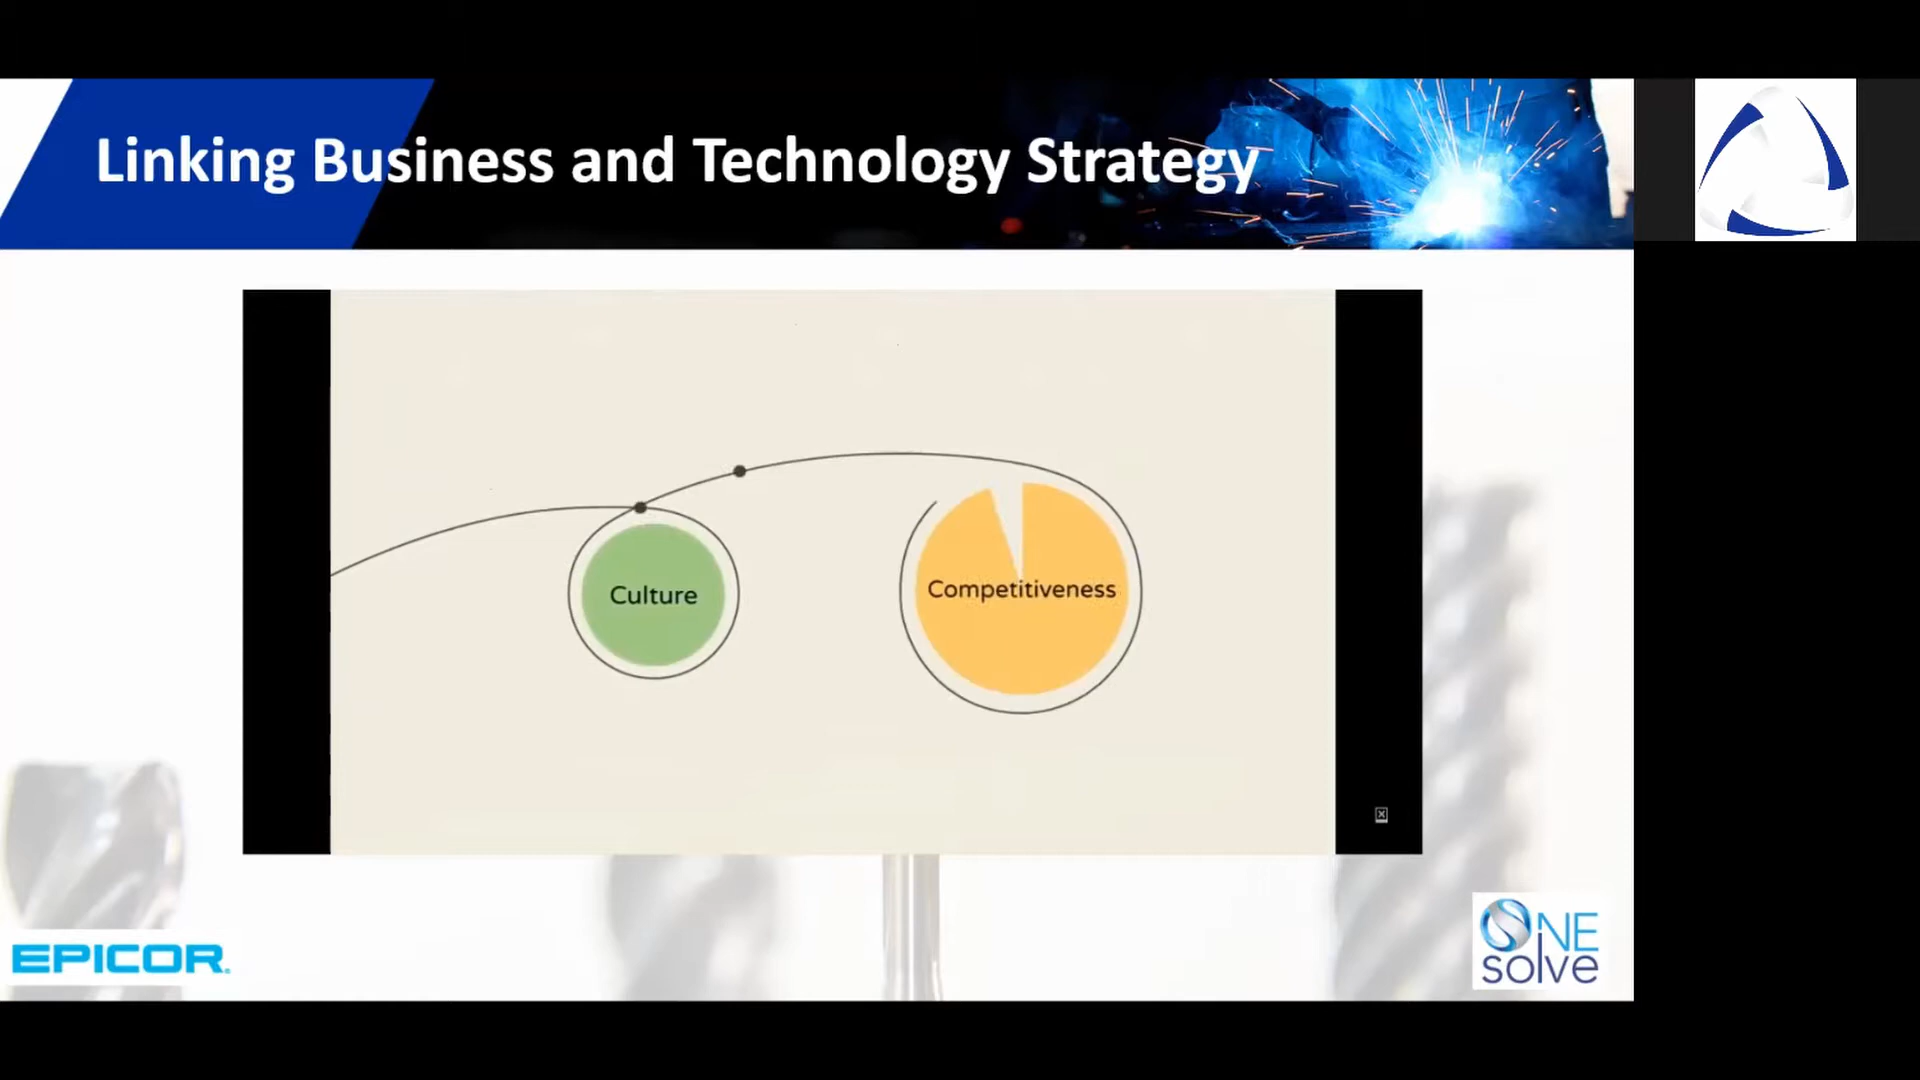 Linking Business and Technology Strategy
Culture
Competitiveness
EPICOR
ONE
solve